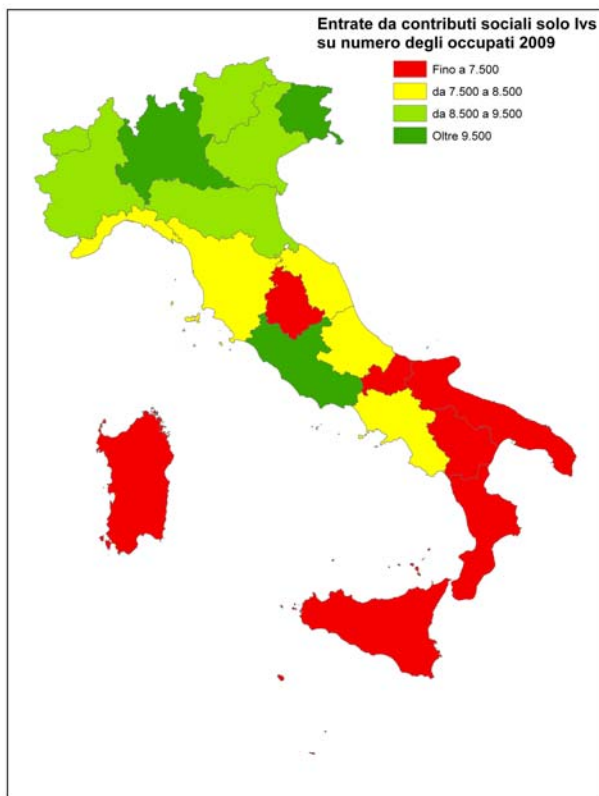 Entrate da contributi sociali solo Ivs
su numero degli occupati 2009
Fino a 7.500
da 7.500 a 8.500
da 8.500 a 9.500
Oltre 9.500